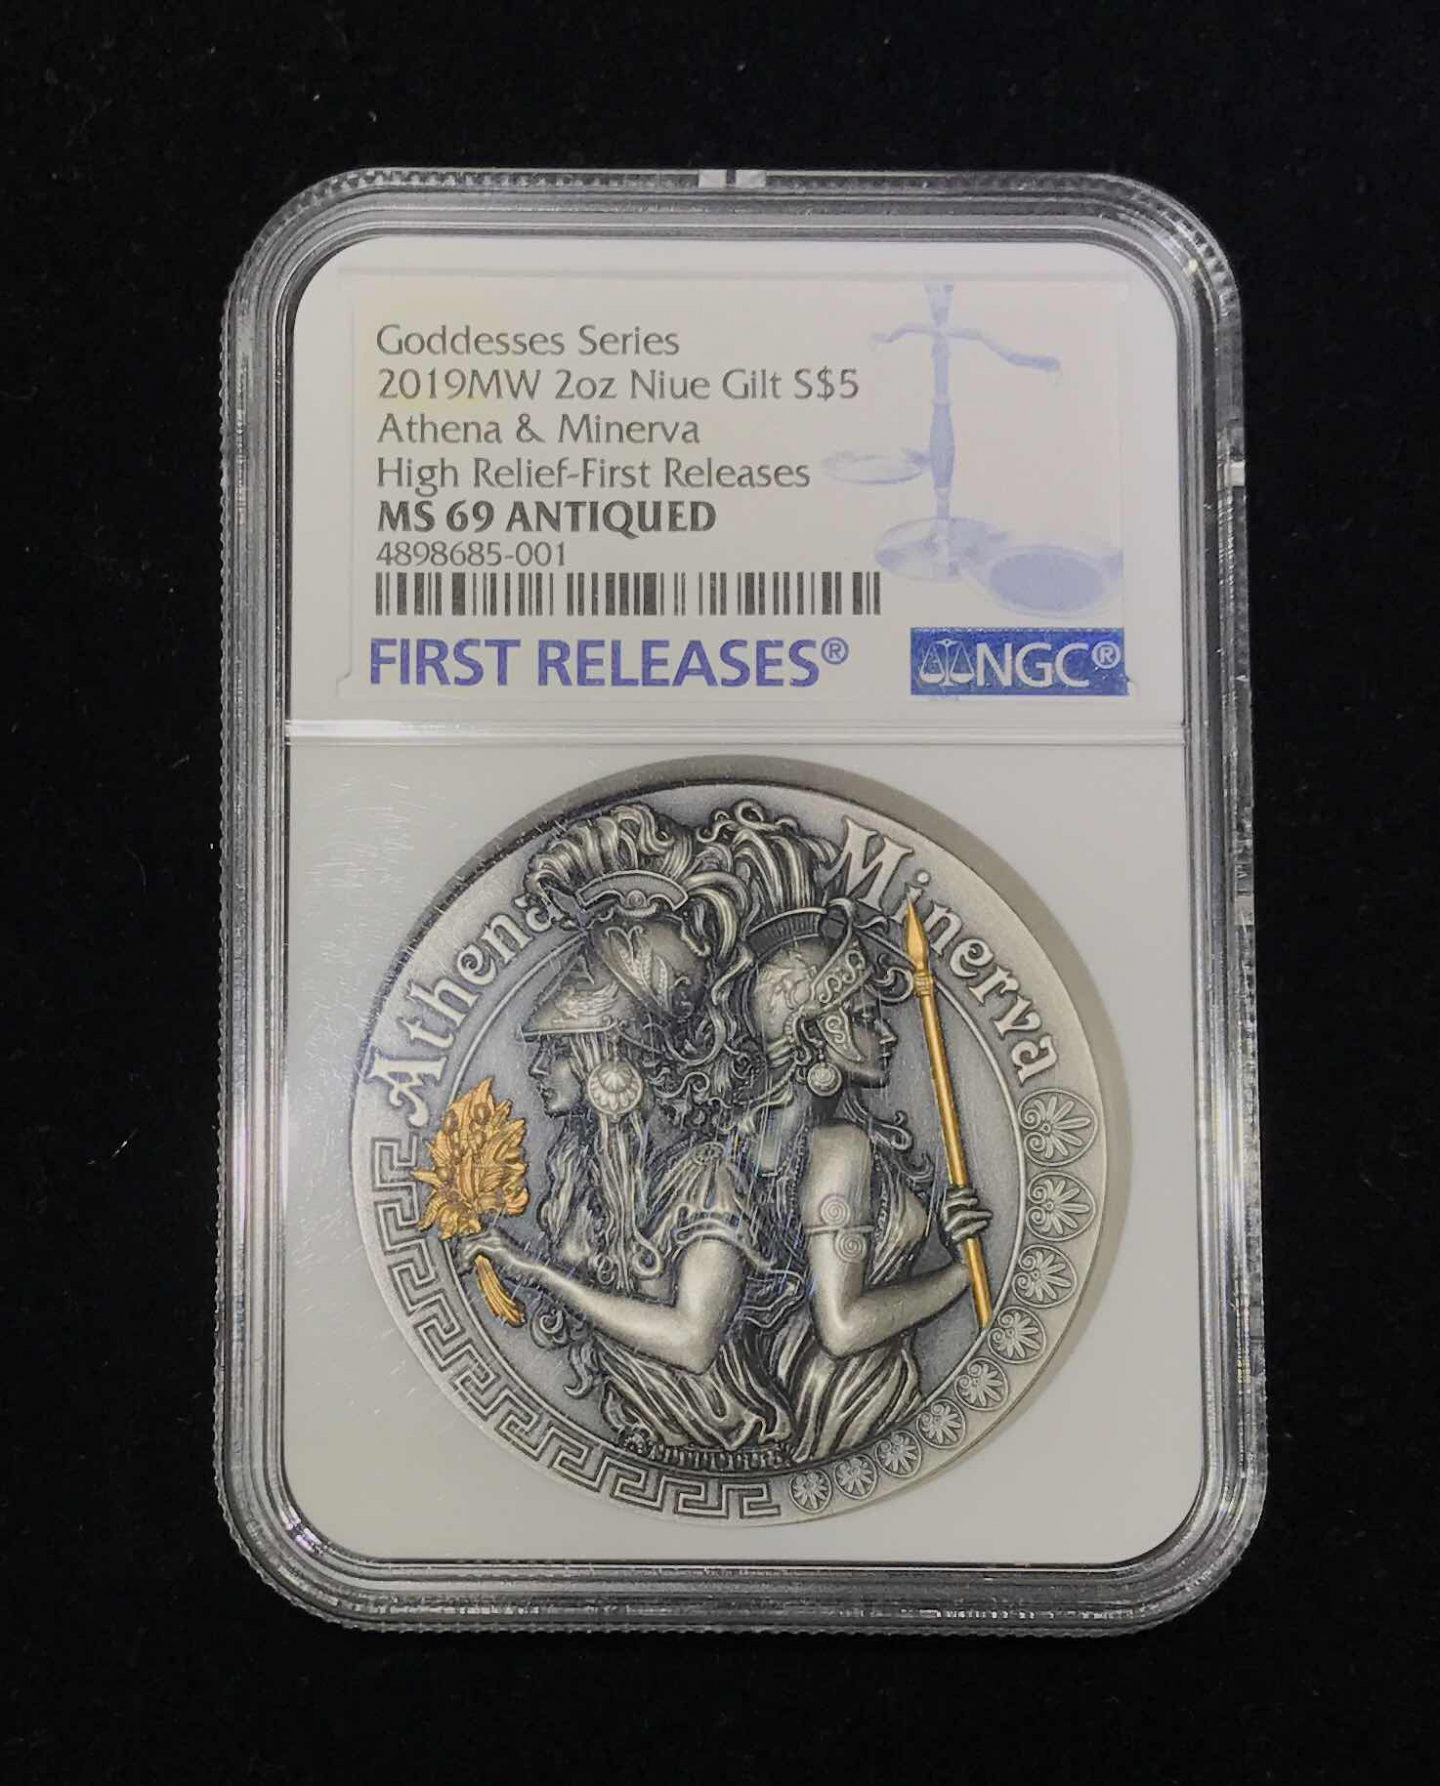 Goddesses Series
2019MW 2oz Niue Gilt S$5
Athena & Minerva
High Relief-First Releases
MS 69 ANTIQUED
4898685-001
FIRST RELEASES®
NGC®
Athena
Minerva